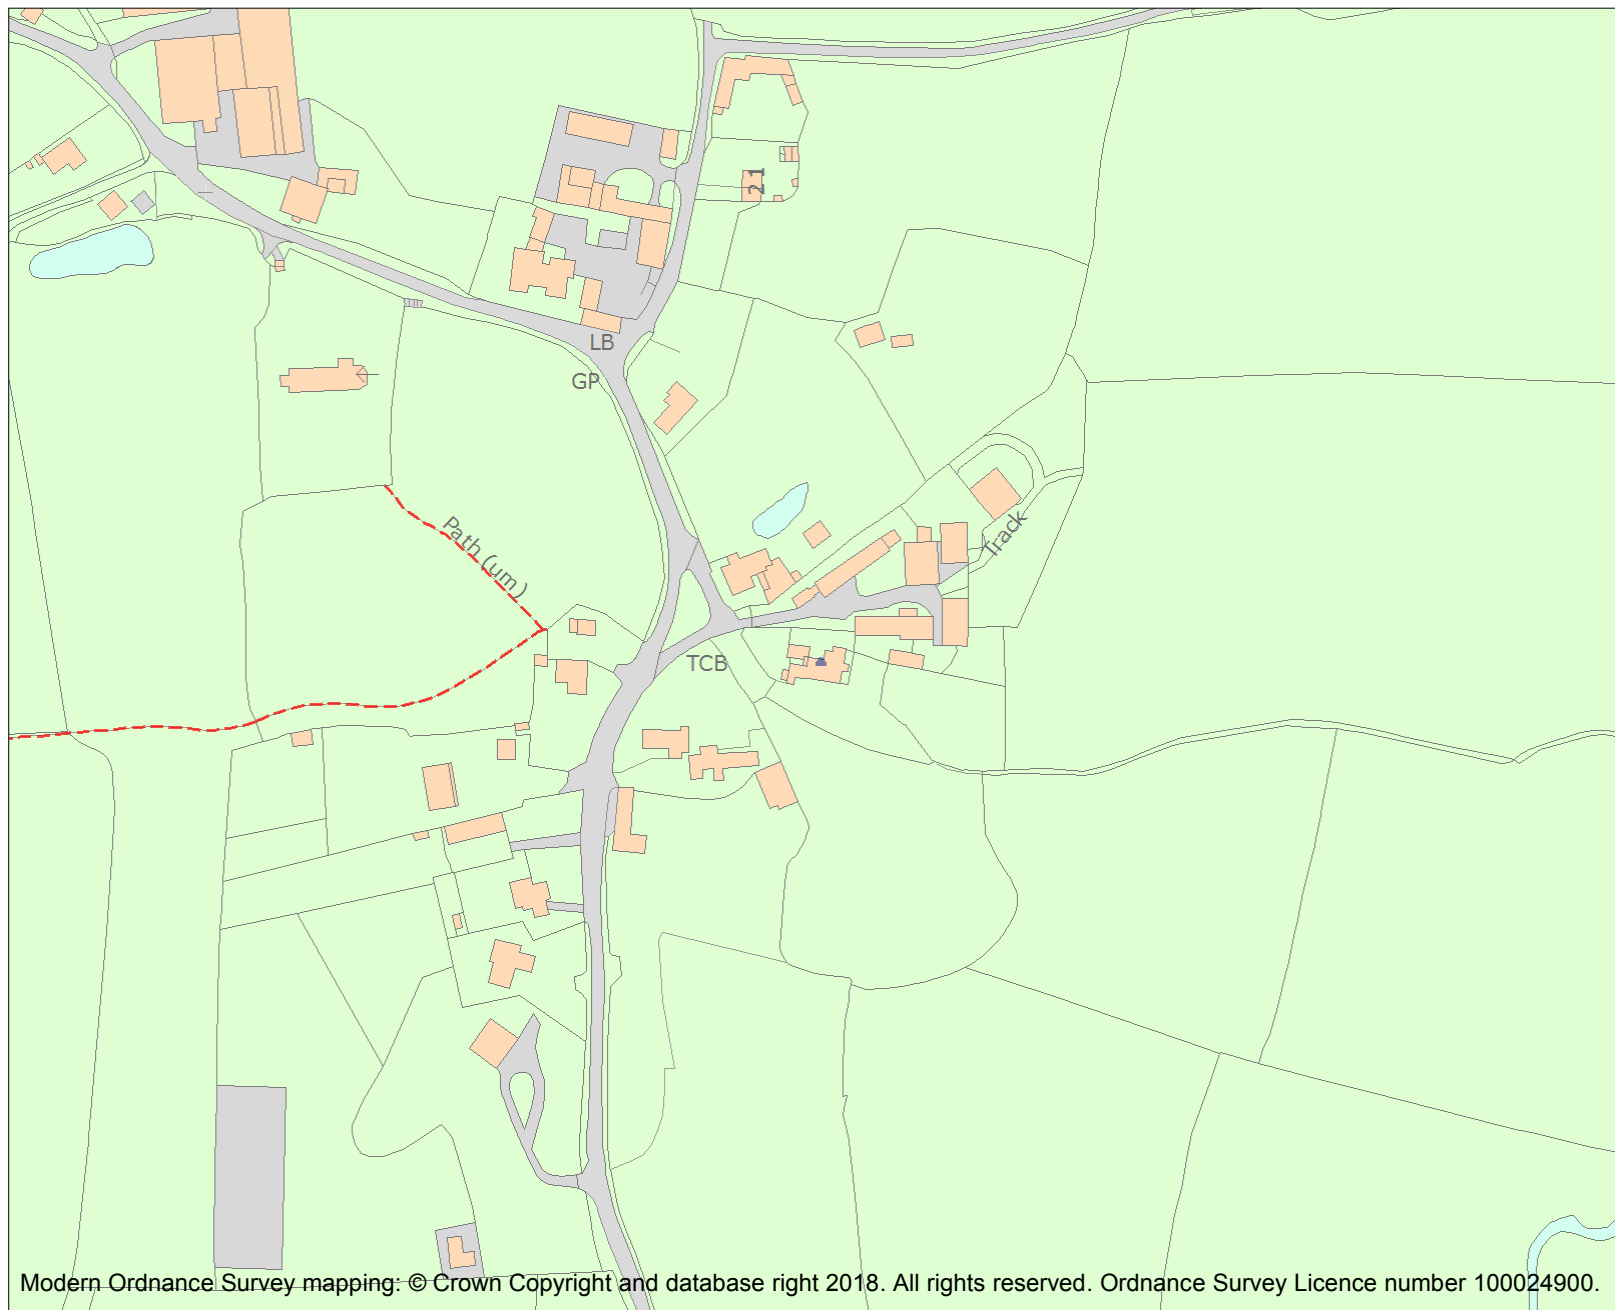 21
LB
GP
Path (um)
Track
TCB
Modern Ordnance Survey mapping: © Crown Copyright and database right 2018. All rights reserved. Ordnance Survey Licence number 100024900.